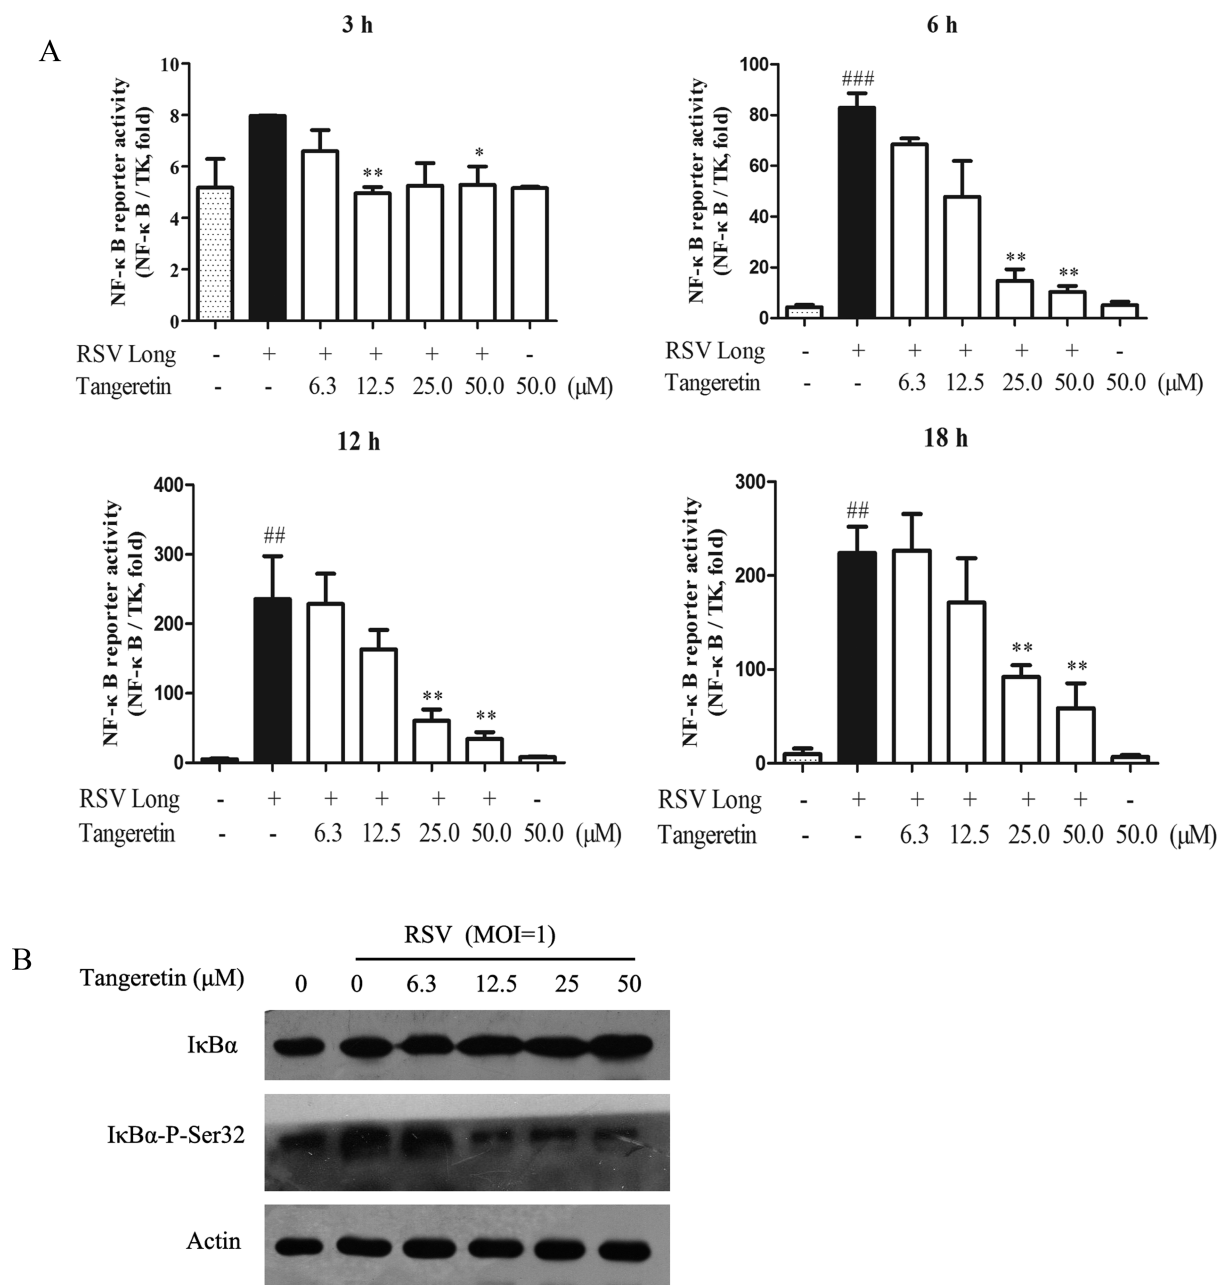 A
3 h
NF-κ B reporter activity
(NF-κ B / TK, fold)
10
8
6
4
2
0
**
*
RSV Long - + + + + + -
Tangeretin - - 6.3 12.5 25.0 50.0 50.0 (μM)
6 h
NF-κ B reporter activity
(NF-κ B / TK, fold)
100
80
60
40
20
0
###
**
**
RSV Long - + + + + + -
Tangeretin - - 6.3 12.5 25.0 50.0 50.0 (μM)
12 h
NF-κ B reporter activity
(NF-κ B / TK, fold)
400
300
200
100
0
##
**
**
RSV Long - + + + + + -
Tangeretin - - 6.3 12.5 25.0 50.0 50.0 (μM)
18 h
NF-κ B reporter activity
(NF-κ B / TK, fold)
300
200
100
0
##
**
**
RSV Long - + + + + + -
Tangeretin - - 6.3 12.5 25.0 50.0 50.0 (μM)
B
RSV (MOI=1)
Tangeretin (μM) 0 0 6.3 12.5 25 50
IκBα
IκBα-P-Ser32
Actin